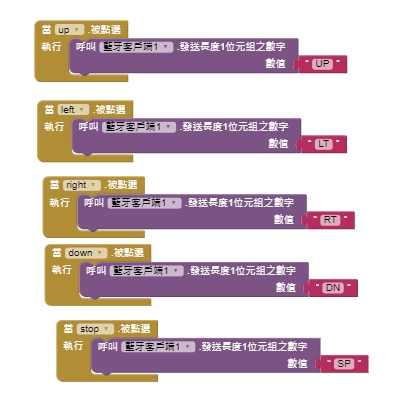 當 up .被點選
執行 呼叫 藍牙客戶端1 .發送長度1位元組之數字
數值 " UP "
當 left .被點選
執行 呼叫 藍牙客戶端1 .發送長度1位元組之數字
數值 " LT "
當 right .被點選
執行 呼叫 藍牙客戶端1 .發送長度1位元組之數字
數值 " RT "
當 down .被點選
執行 呼叫 藍牙客戶端1 .發送長度1位元組之數字
數值 " DN "
當 stop .被點選
執行 呼叫 藍牙客戶端1 .發送長度1位元組之數字
數值 " SP "